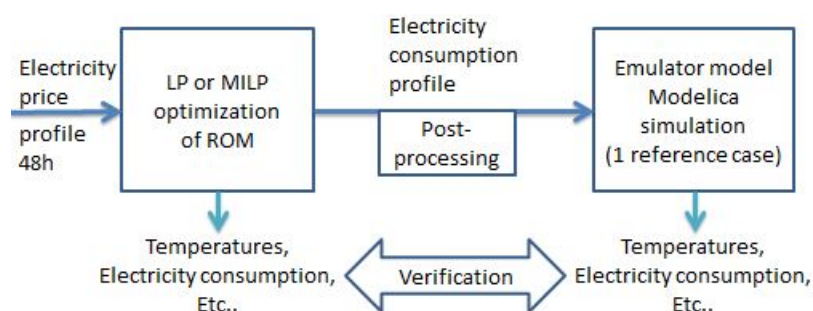 Electricity
price
profile
48h
LP or MILP
optimization
of ROM
Electricity
consumption
profile
Post-
processing
Emulator model
Modelica
simulation
(1 reference case)
Temperatures,
Electricity consumption,
Etc..
Verification
Temperatures,
Electricity consumption,
Etc..